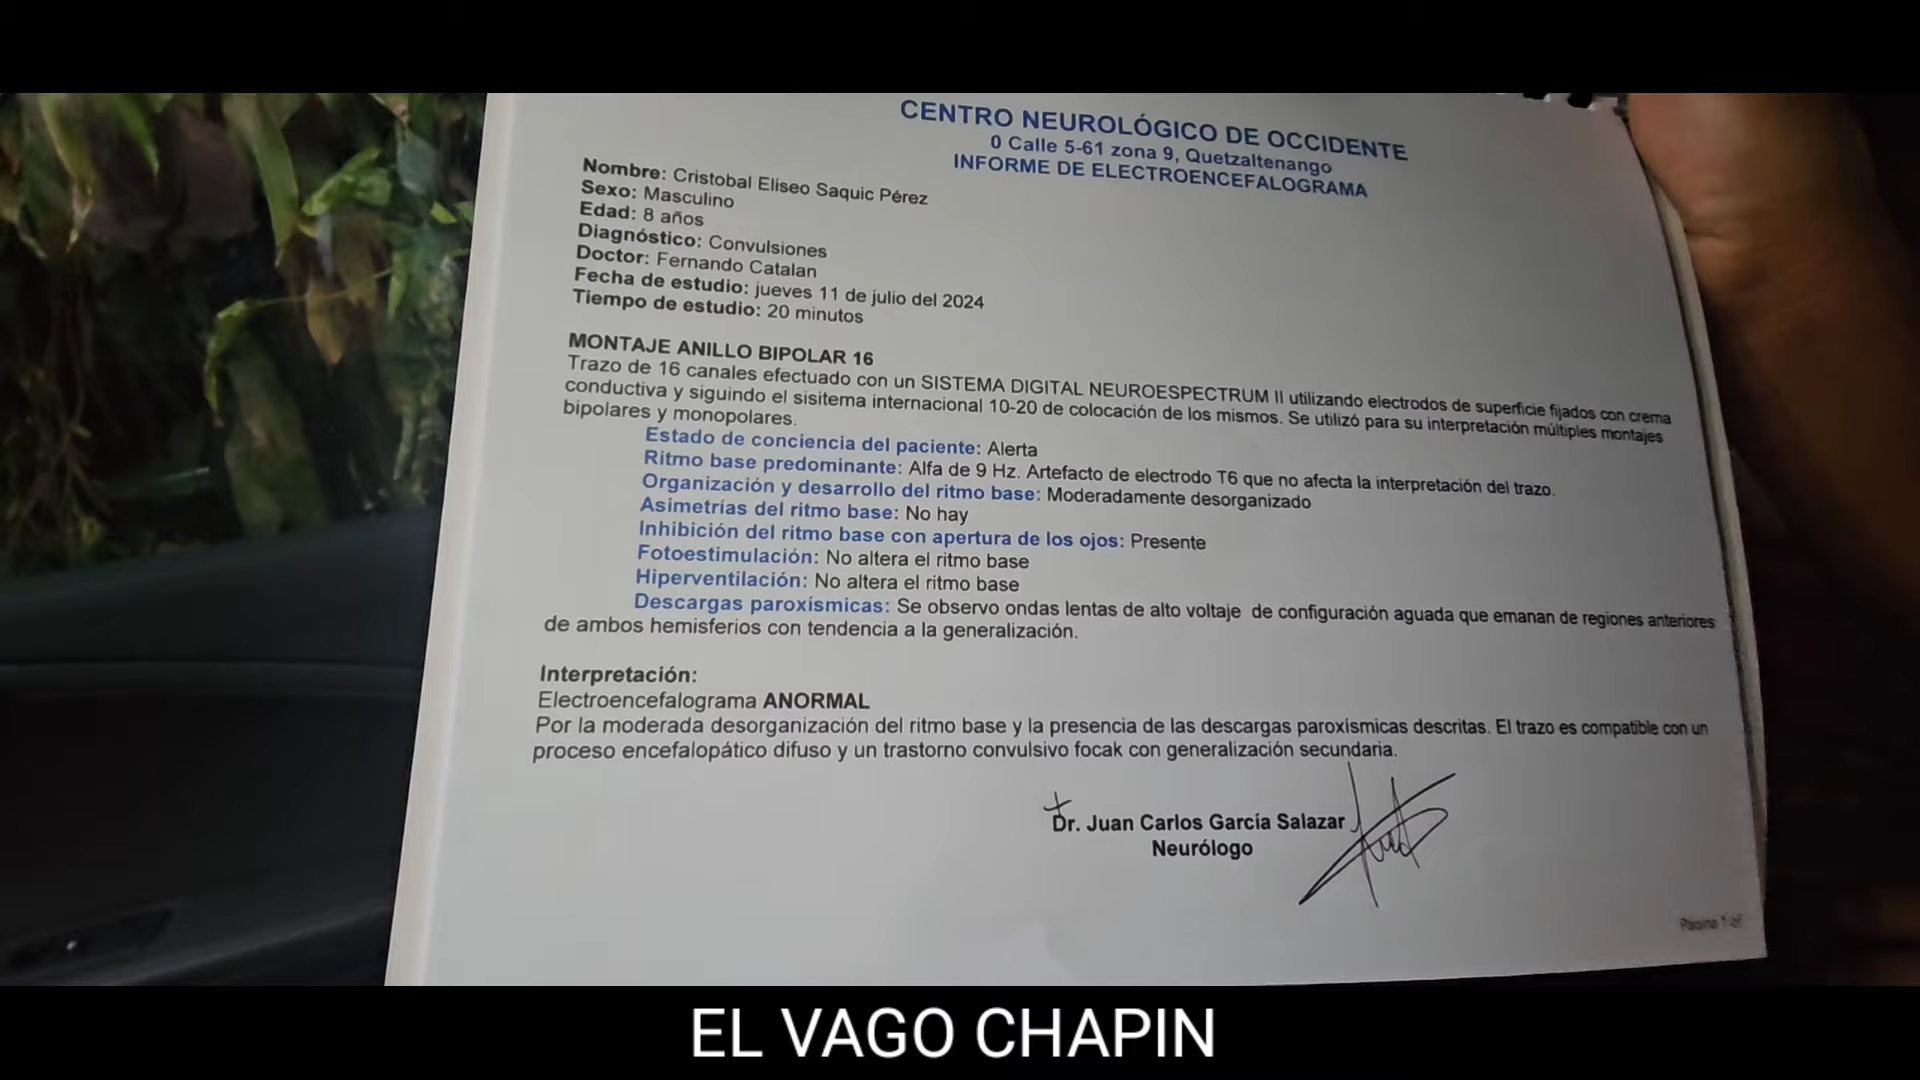 CENTRO NEUROLÓGICO DE OCCIDENTE
0 Calle 5-61 zona 9, Quetzaltenango
INFORME DE ELECTROENCEFALOGRAMA
Nombre: Cristobal Eliseo Saquic Pérez
Sexo: Masculino
Edad: 8 años
Diagnóstico: Convulsiones
Doctor: Fernando Catalan
Fecha de estudio: jueves 11 de julio del 2024
Tiempo de estudio: 20 minutos
MONTAJE ANILLO BIPOLAR 16
Trazo de 16 canales efectuado con un SISTEMA DIGITAL NEUROESPECTRUM II utilizando electrodos de superficie fijados con crema
conductiva y siguindo el sisitema internacional 10-20 de colocación de los mismos. Se utilizó para su interpretación múltiples montajes
bipolares y monopolares.
Estado de conciencia del paciente: Alerta
Ritmo base predominante: Alfa de 9 Hz. Artefacto de electrodo T6 que no afecta la interpretación del trazo.
Organización y desarrollo del ritmo base: Moderadamente desorganizado
Asimetrías del ritmo base: No hay
Inhibición del ritmo base con apertura de los ojos: Presente
Fotoestimulación: No altera el ritmo base
Hiperventilación: No altera el ritmo base
Descargas paroxísmicas: Se observo ondas lentas de alto voltaje de configuración aguada que emanan de regiones anteriores
de ambos hemisferios con tendencia a la generalización.
Interpretación:
Electroencefalograma ANORMAL
Por la moderada desorganización del ritmo base y la presencia de las descargas paroxísmicas descritas. El trazo es compatible con un
proceso encefalopático difuso y un trastorno convulsivo focak con generalización secundaria.
Dr. Juan Carlos García Salazar
Neurólogo
Página 1 of
EL VAGO CHAPIN